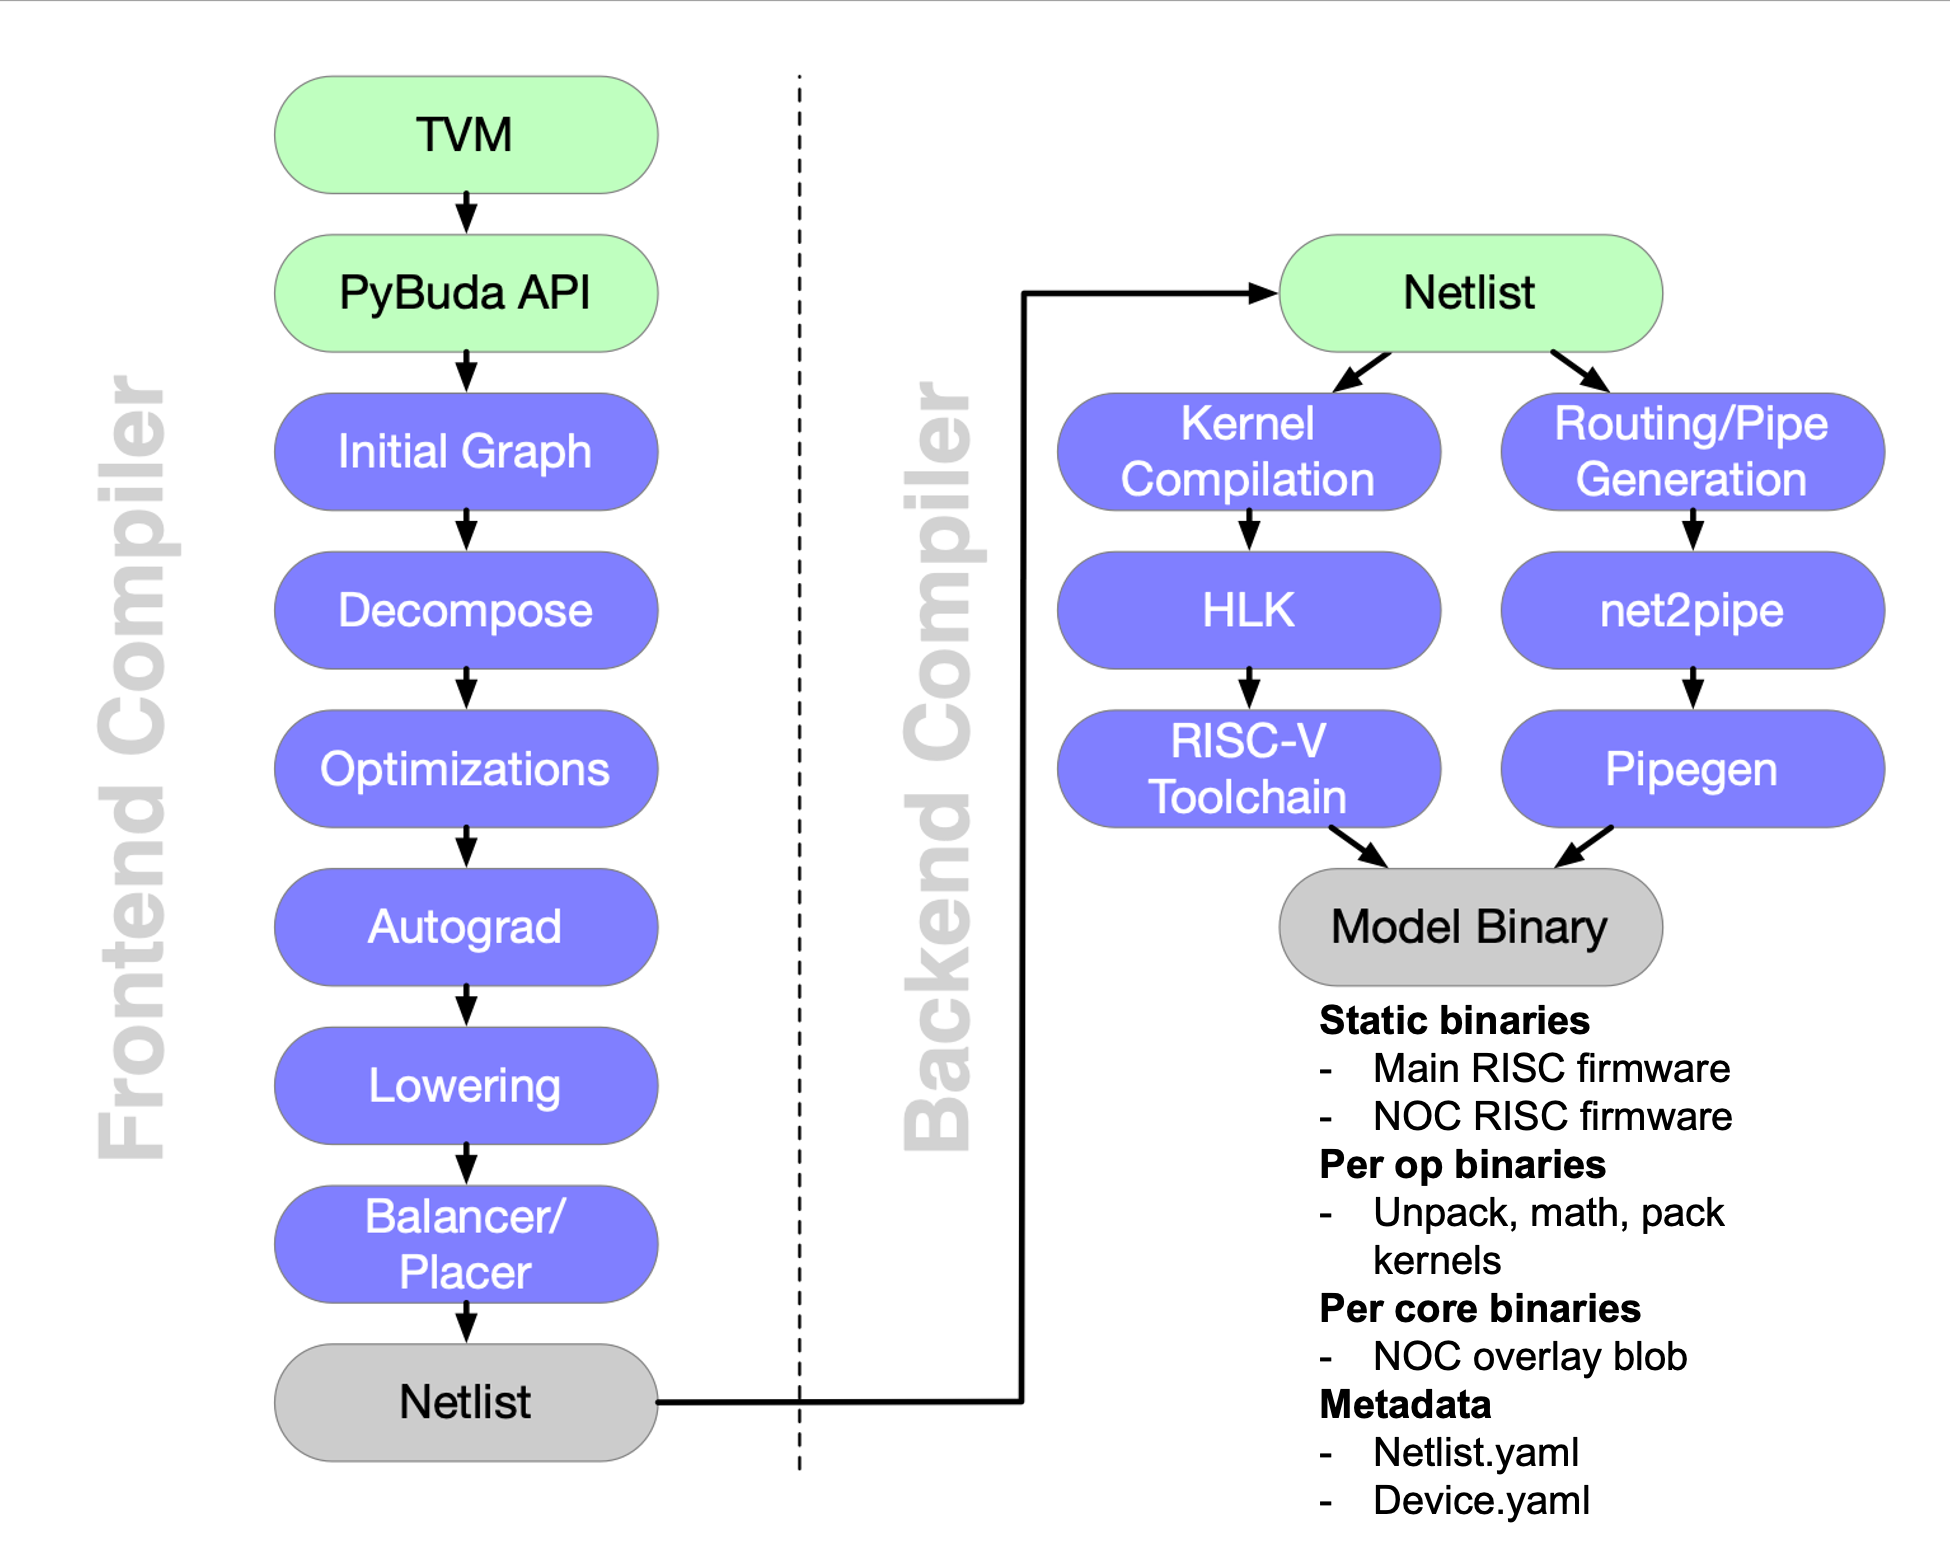 Frontend Compiler
TVM
PyBuda API
Initial Graph
Decompose
Optimizations
Autograd
Lowering
Balancer/
Placer
Netlist
Backend Compiler
Netlist
Kernel
Compilation
HLK
RISC-V
Toolchain
Routing/Pipe
Generation
net2pipe
Pipegen
Model Binary
Static binaries
- Main RISC firmware
- NOC RISC firmware
Per op binaries
- Unpack, math, pack
kernels
Per core binaries
- NOC overlay blob
Metadata
- Netlist.yaml
- Device.yaml